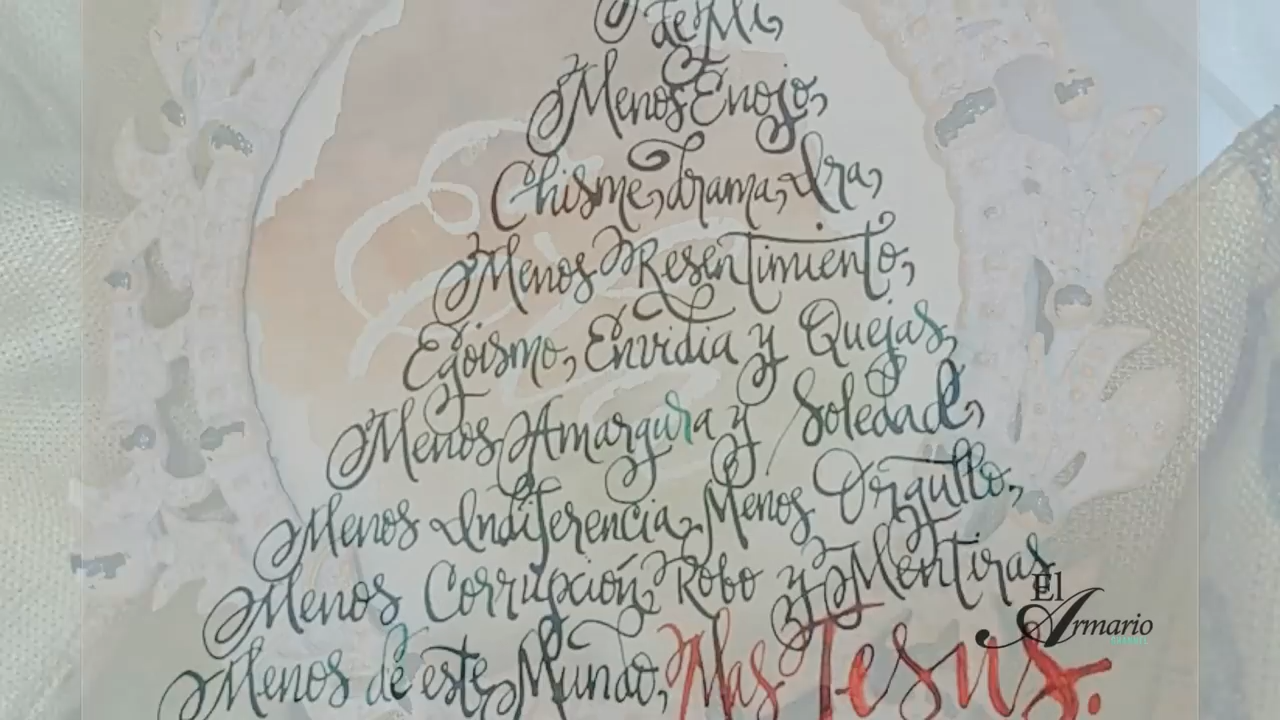 de Mi,
Menos Enojo,
Chisme, drama, Ira,
Menos Resentimiento,
Egoismo, Envidia y Quejas,
Menos Amargura y Soledad,
Menos Indiferencia, Menos Orgullo,
Menos Corrupción, Robo y Mentiras
Menos de este Mundo, Mas Jesus.
El Armario